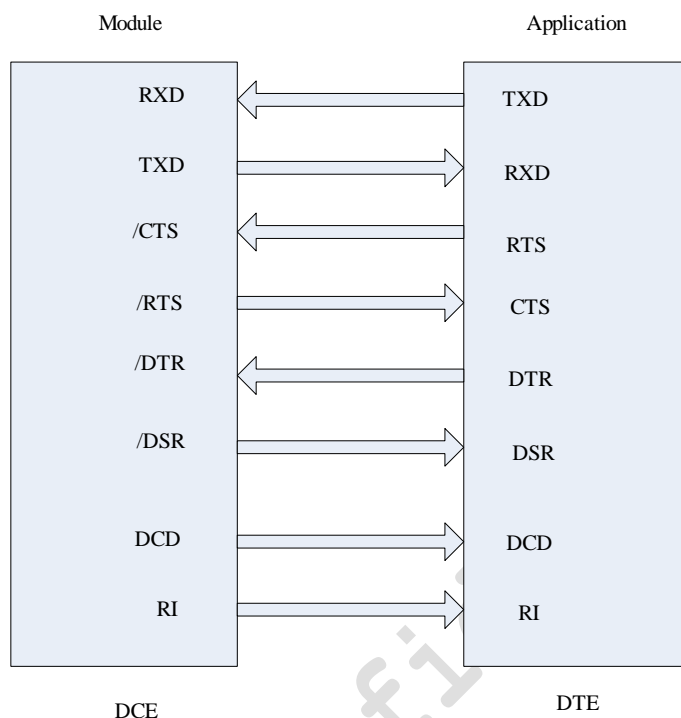 Module Application
RXD TXD
TXD RXD
/CTS RTS
/RTS CTS
/DTR DTR
/DSR DSR
DCD DCD
RI RI
DCE DTE